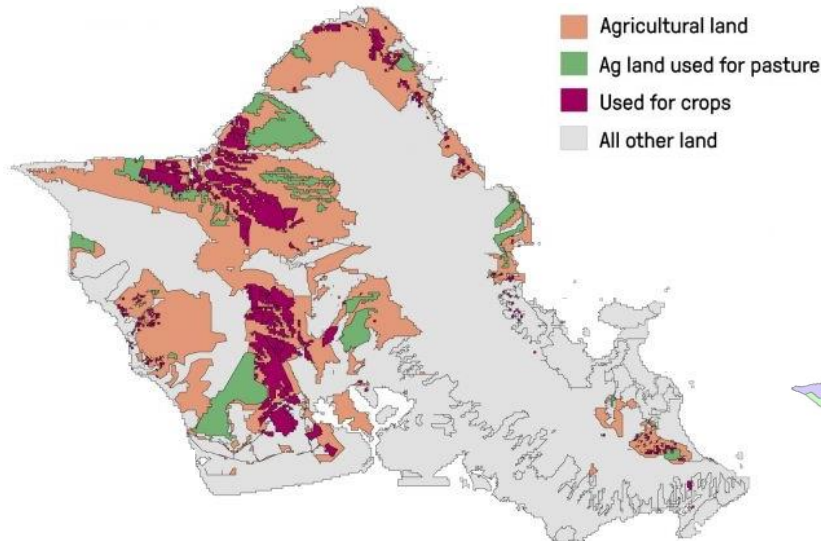 Agricultural land
Ag land used for pasture
Used for crops
All other land